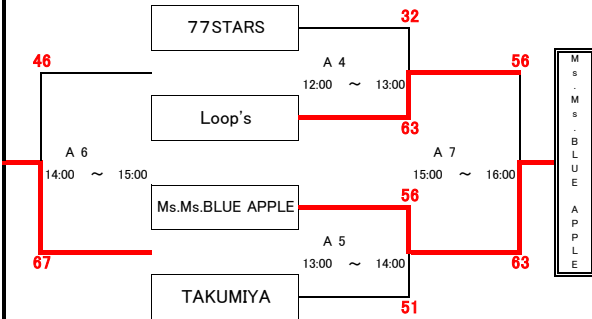 32
77STARS
46
A 4
56
12:00 ～ 13:00
Loop's
63
A 6
A 7
14:00 ～ 15:00
15:00 ～ 16:00
Ms.Ms.BLUE APPLE
56
A 5
13:00 ～ 14:00
67
63
TAKUMIYA
51
Ms.Ms.BLUE APPLE